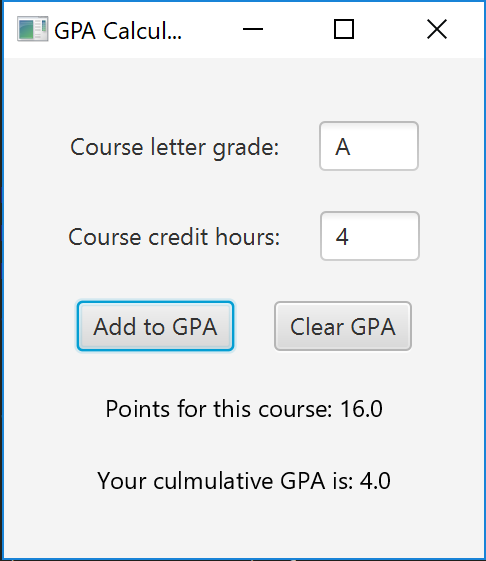 GPA Calcul...
Course letter grade: A
Course credit hours: 4
Add to GPA Clear GPA
Points for this course: 16.0
Your culmulative GPA is: 4.0